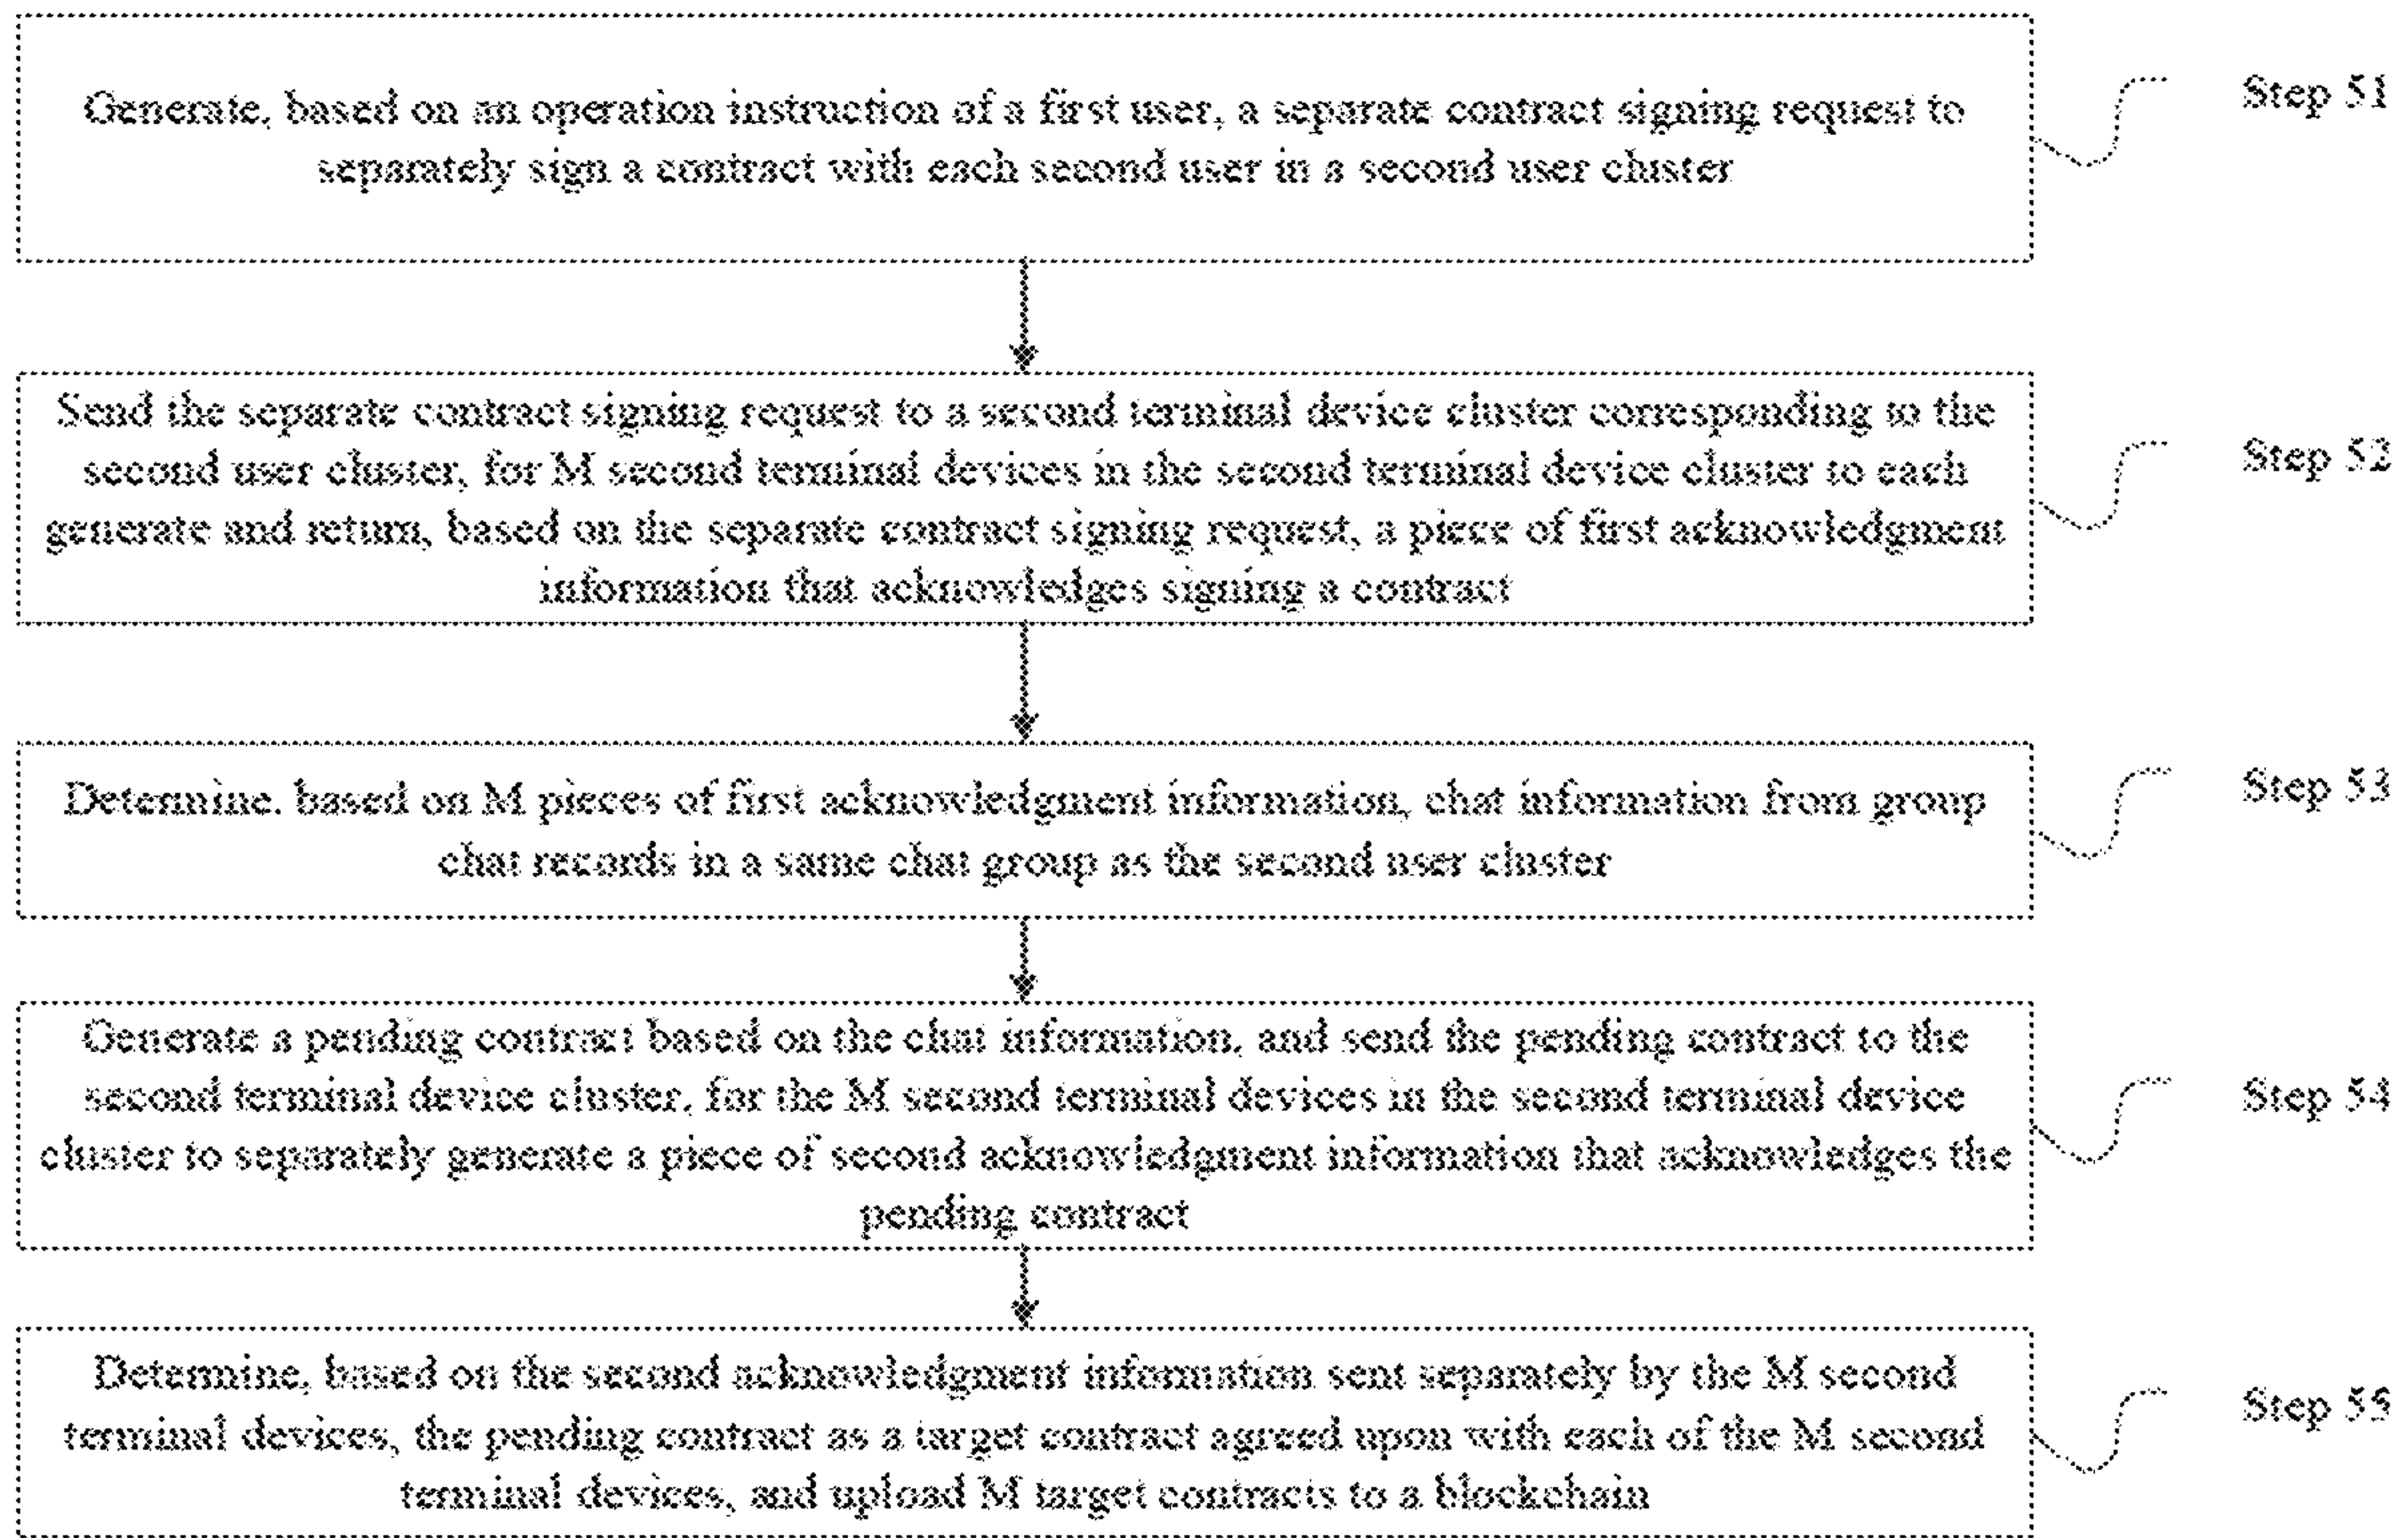 Generate, based on an operation instruction of a first user, a separate contract signing request to
separately sign a contract with each second user in a second user cluster
Step 51
Send the separate contract signing request to a second terminal device cluster corresponding to the
second user cluster, for M second terminal devices in the second terminal device cluster to each
generate and return, based on the separate contract signing request, a piece of first acknowledgment
information that acknowledges signing a contract
Step 52
Determine. based on M pieces of first acknowledgment information, chat information from group
chat records in a same chat group as the second user cluster
Step 53
Generate a pending contract based on the chat information, and send the pending contract to the
second terminal device cluster, for the M second terminal devices in the second terminal device
cluster to separately generate a piece of second acknowledgment information that acknowledges the
pending contract
Step 54
Determine, based on the second acknowledgment information sent separately by the M second
terminal devices, the pending contract as a target contract agreed upon with each of the M second
terminal devices, and upload M target contracts to a blockchain
Step 55